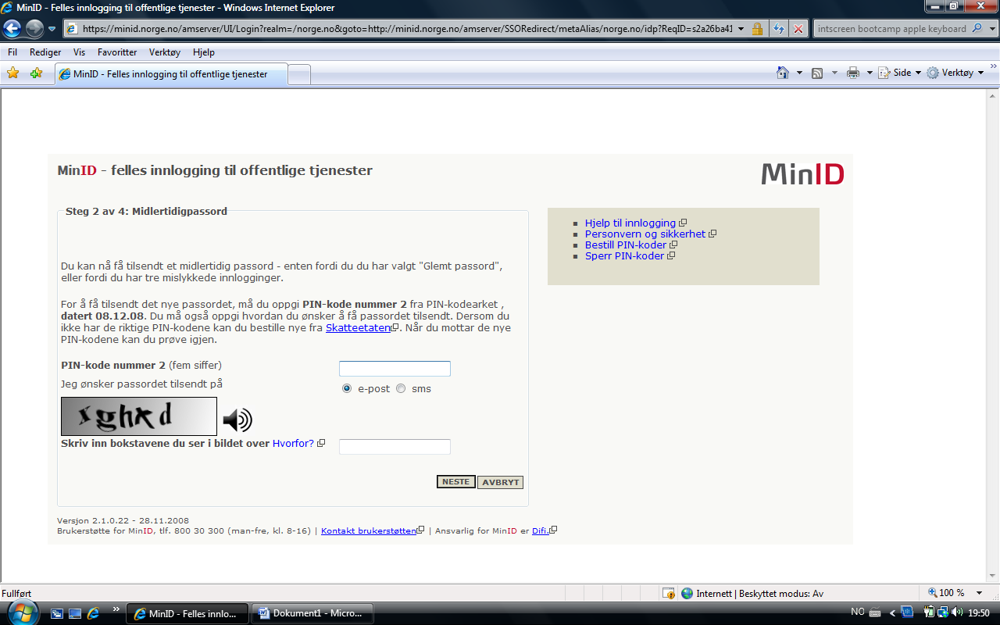 MinID - Felles innlogging til offentlige tjenester - Windows Internet Explorer
https://minid.norge.no/amserver/UI/Login?realm=/norge.no&goto=http://minid.norge.no/amserver/SSORedirect/metaAlias/norge.no/idp?ReqID=s2a26ba41
intscreen bootcamp apple keyboard
Fil Rediger Vis Favoritter Verktøy Hjelp
MinID - Felles innlogging til offentlige tjenester
Side Verktøy
MinID - felles innlogging til offentlige tjenester
MinID
Steg 2 av 4: Midlertidigpassord
Hjelp til innlogging
Personvern og sikkerhet
Bestill PIN-koder
Sperr PIN-koder
Du kan nå få tilsendt et midlertidig passord - enten fordi du du har valgt "Glemt passord",
eller fordi du har tre mislykkede innlogginger.
For å få tilsendt det nye passordet, må du oppgi PIN-kode nummer 2 fra PIN-kodearket ,
datert 08.12.08. Du må også oppgi hvordan du ønsker å få passordet tilsendt. Dersom du
ikke har de riktige PIN-kodene kan du bestille nye fra Skatteetaten. Når du mottar de nye
PIN-kodene kan du prøve igjen.
PIN-kode nummer 2 (fem siffer)
Jeg ønsker passordet tilsendt på
e-post sms
Skriv inn bokstavene du ser i bildet over Hvorfor?
NESTE AVBRYT
Versjon 2.1.0.22 - 28.11.2008
Brukerstøtte for MinID, tlf. 800 30 300 (man-fre, kl. 8-16) | Kontakt brukerstøtten | Ansvarlig for MinID er Difi.
Fullført
Internett | Beskyttet modus: Av
100 %
MinID - Felles innlo...
Dokument1 - Micro...
NO
19:50